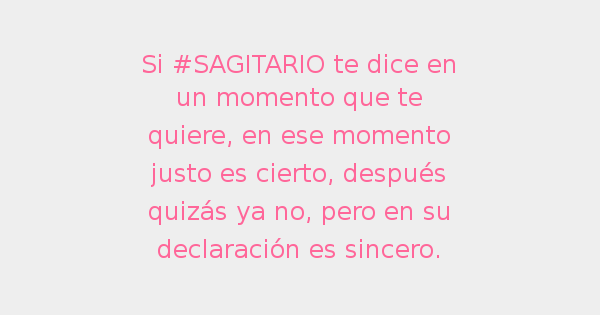 Si #SAGITARIO te dice en
un momento que te
quiere, en ese momento
justo es cierto, después
quizás ya no, pero en su
declaración es sincero.